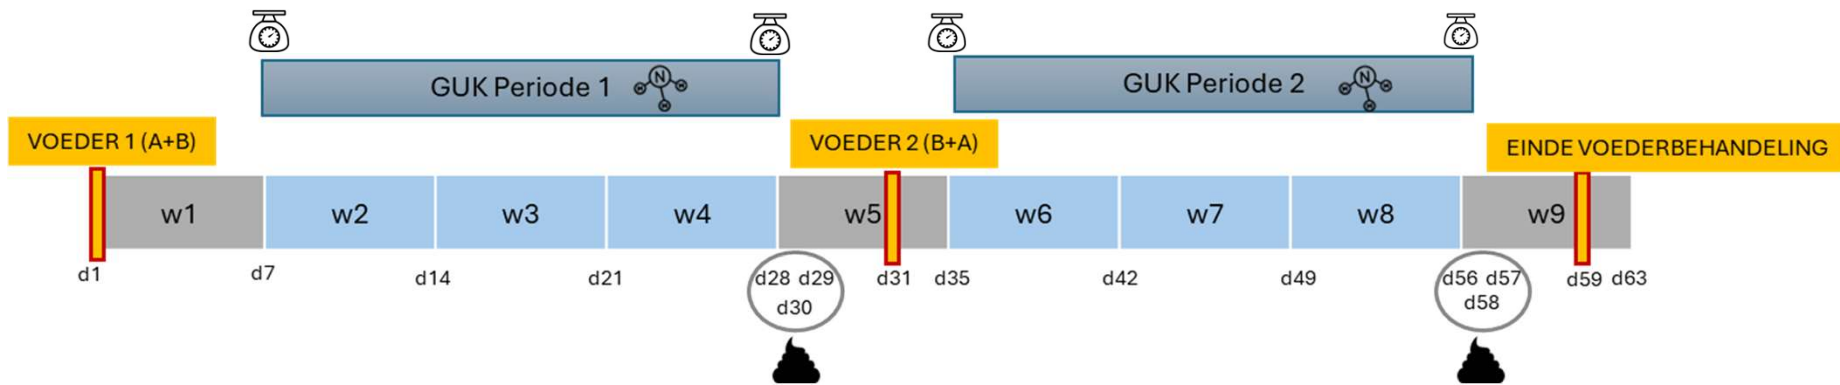 GUK Periode 1
N
H
H
H
GUK Periode 2
N
H
H
H
VOEDER 1 (A+B)
VOEDER 2 (B+A)
EINDE VOEDERBEHANDELING
w1
w2
w3
w4
w5
w6
w7
w8
w9
d1
d7
d14
d21
d28 d29
d30
d31
d35
d42
d49
d56 d57
d58
d59
d63